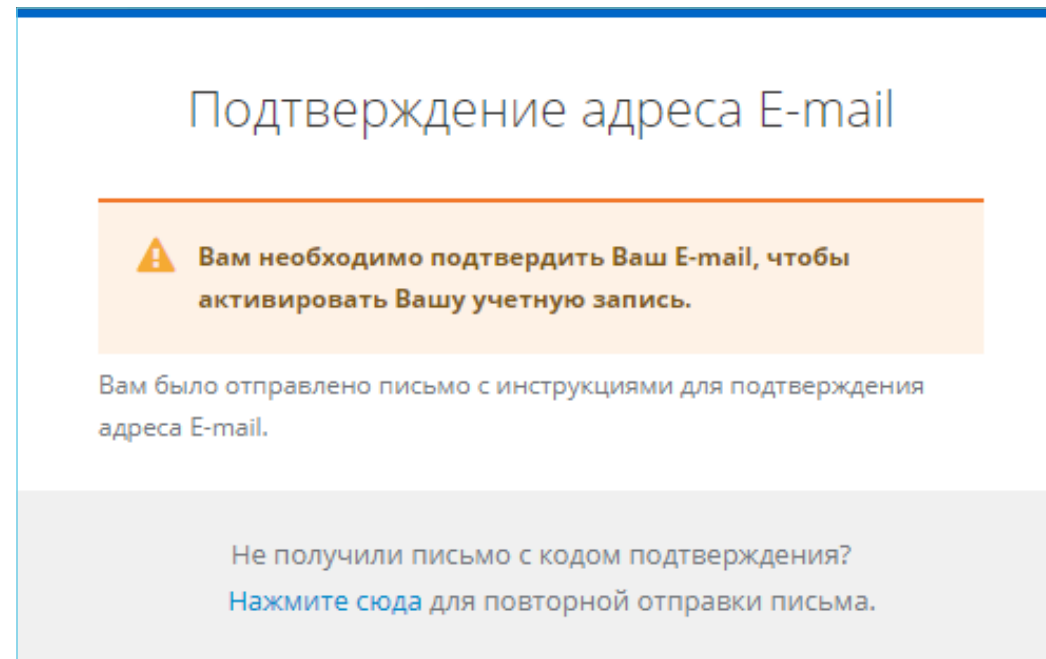 Подтверждение адреса E-mail
Вам необходимо подтвердить Ваш E-mail, чтобы
активировать Вашу учетную запись.
Вам было отправлено письмо с инструкциями для подтверждения
адреса E-mail.
Не получили письмо с кодом подтверждения?
Нажмите сюда для повторной отправки письма.